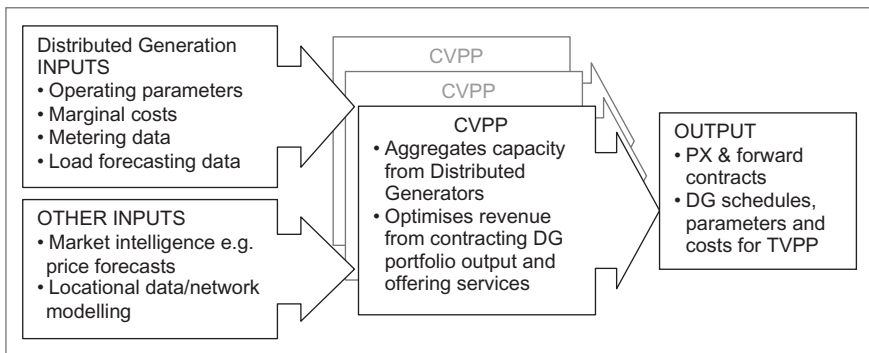 Distributed Generation
INPUTS
• Operating parameters
• Marginal costs
• Metering data
• Load forecasting data
OTHER INPUTS
• Market intelligence e.g.
price forecasts
• Locational data/network
modelling
CVPP
CVPP
CVPP
• Aggregates capacity
from Distributed
Generators
• Optimises revenue
from contracting DG
portfolio output and
offering services
OUTPUT
• PX & forward
contracts
• DG schedules,
parameters and
costs for TVPP